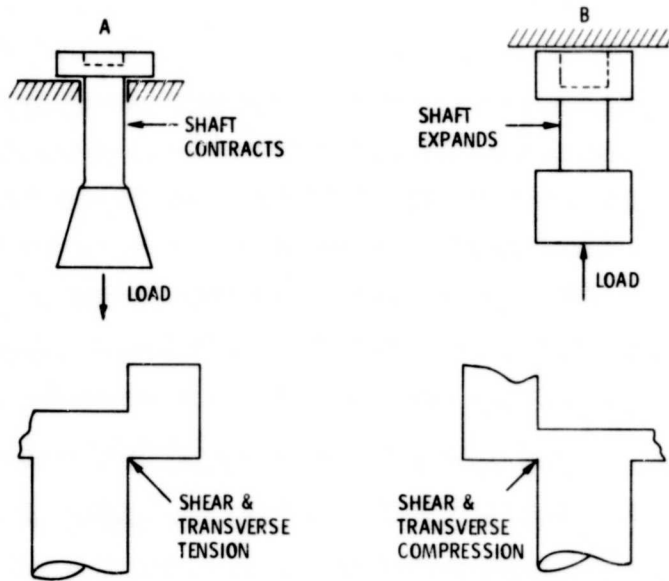 A
SHAFT
CONTRACTS
LOAD
B
SHAFT
EXPANDS
LOAD
SHEAR &
TRANSVERSE
TENSION
SHEAR &
TRANSVERSE
COMPRESSION